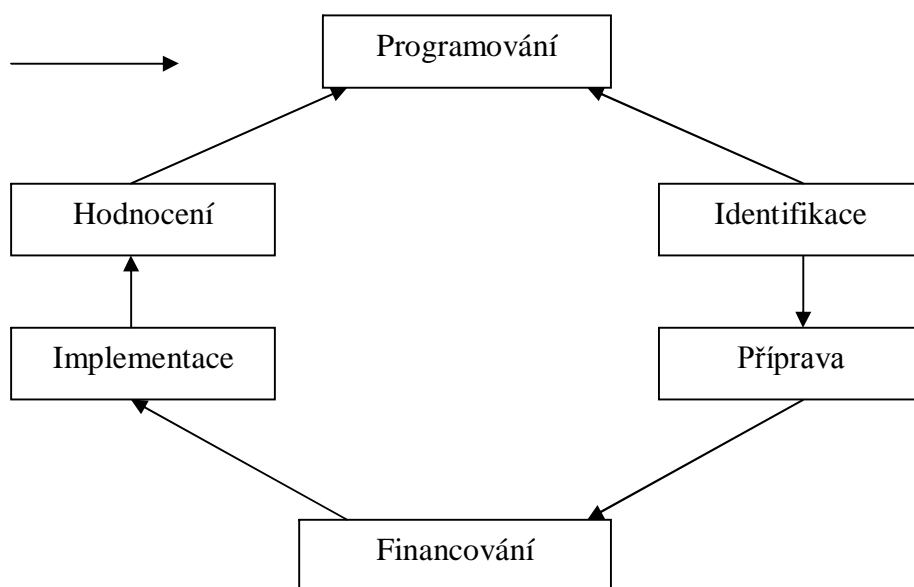 Programování
Hodnocení
Identifikace
Implementace
Příprava
Financování